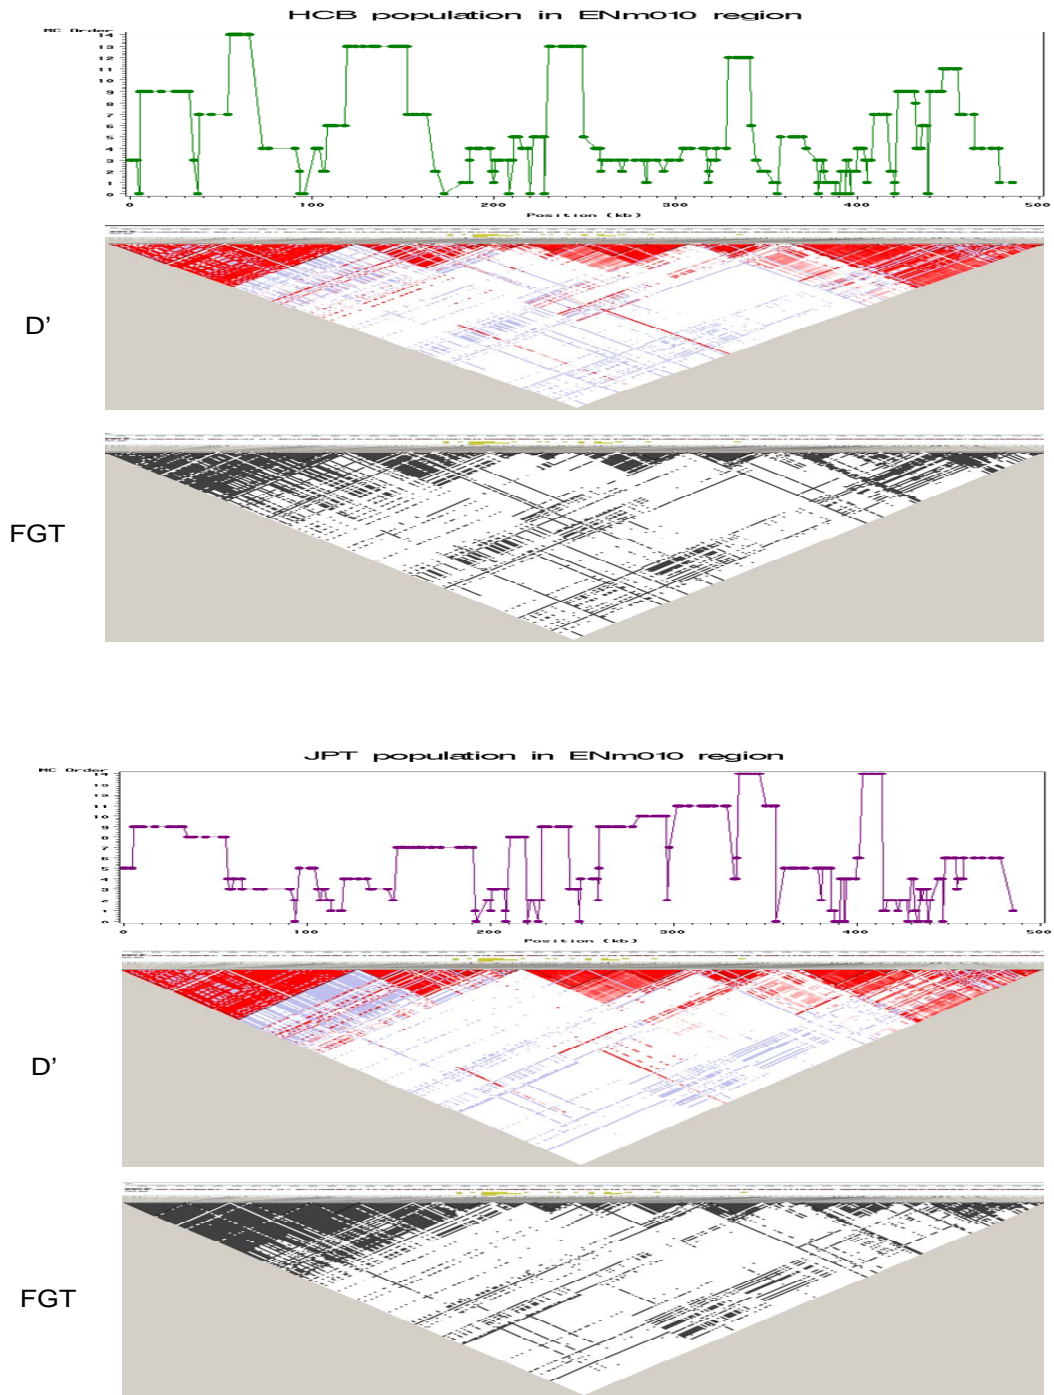 HCB population in ENm010 region
MC Order
14
13
12
11
10
9
8
7
6
5
4
3
2
1
0
0 100 200 300 400 500
Position (kb)
D’
FGT
JPT population in ENm010 region
MC Order
14
13
12
11
10
9
8
7
6
5
4
3
2
1
0
0 100 200 300 400 500
Position (kb)
D’
FGT